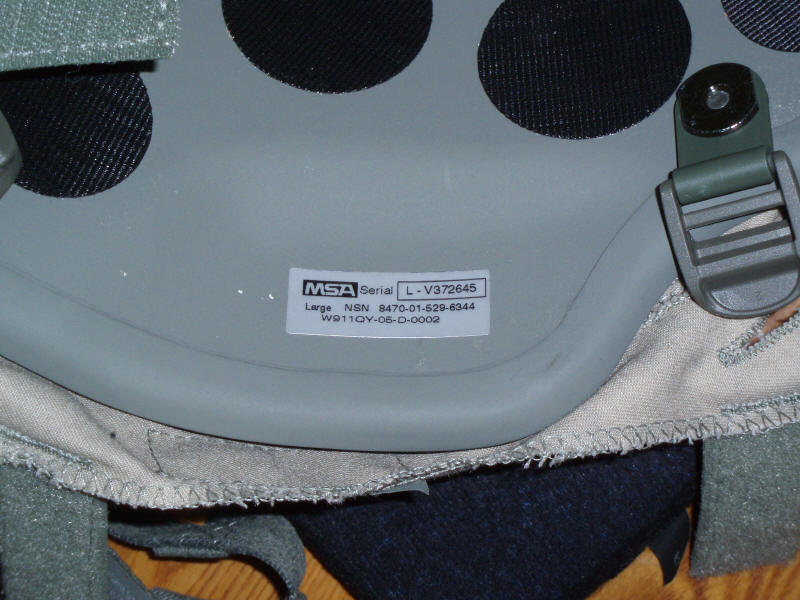 MSA Serial L - V372645
Large NSN 8470-01-529-6344
W911QY-05-D-0002